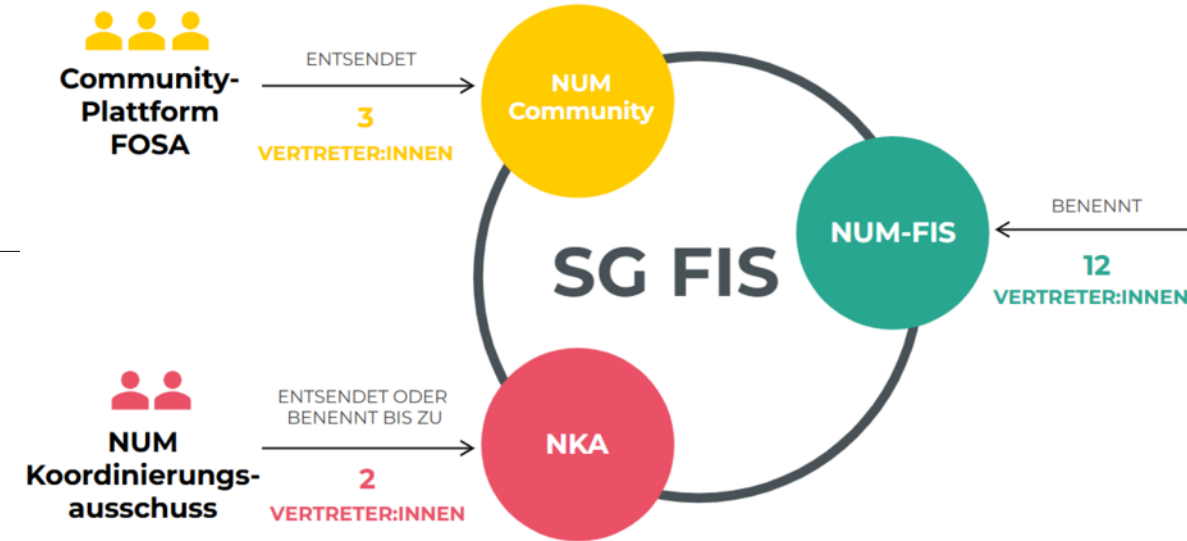 Community-
Plattform
FOSA
ENTSENDET
3
VERTRETER:INNEN
NUM
Community
SG FIS
NUM-FIS
BENENNT
12
VERTRETER:INNEN
NUM
Koordinierungs-
ausschuss
ENTSENDET ODER
BENENNT BIS ZU
2
VERTRETER:INNEN
NKA